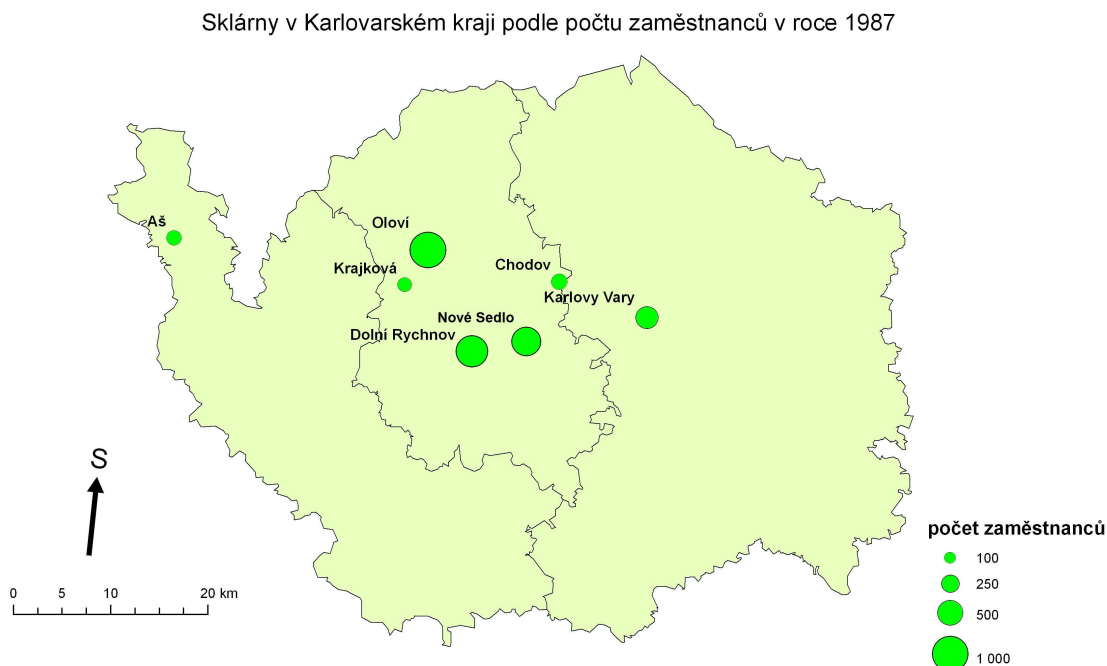 Sklárny v Karlovarském kraji podle počtu zaměstnanců v roce 1987
Aš
Oloví
Krajková
Chodov
Karlovy Vary
Nové Sedlo
Dolní Rychnov
S
0 5 10 20 km
počet zaměstnanců
100
250
500
1 000